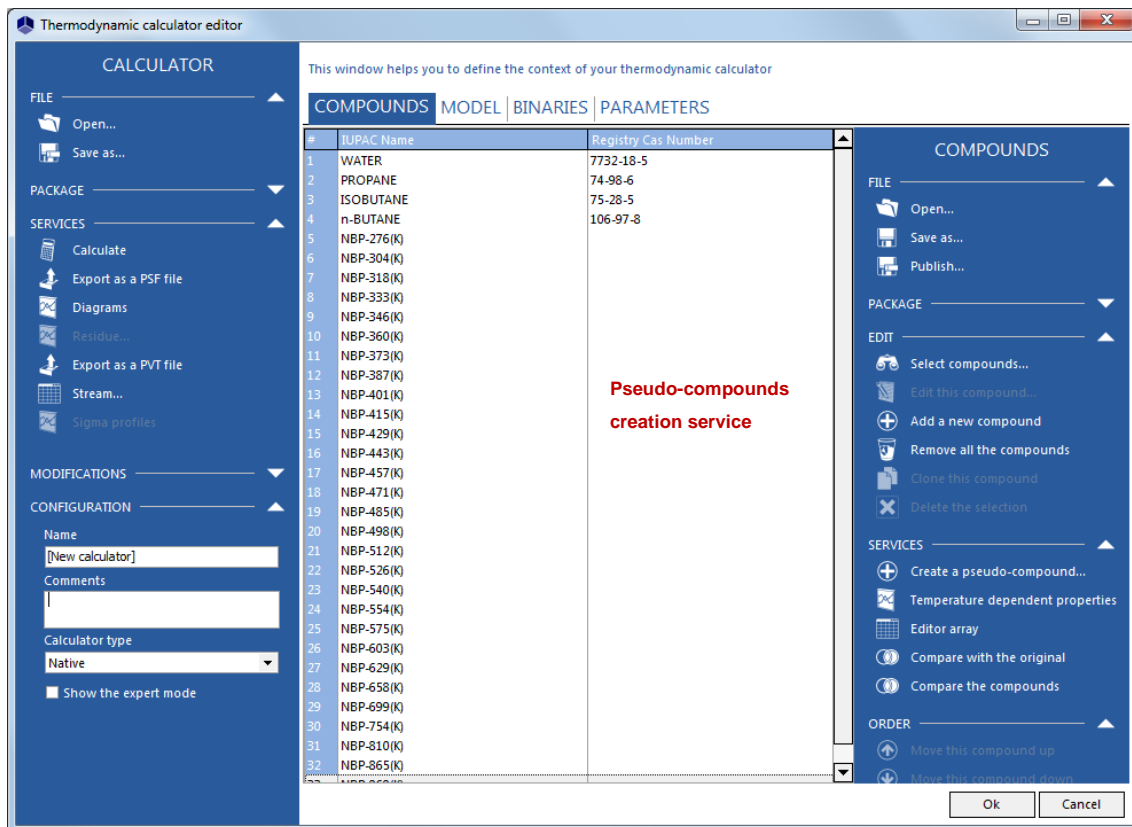 Thermodynamic calculator editor
CALCULATOR
FILE
Open...
Save as...
PACKAGE
SERVICES
Calculate
Export as a PSF file
Diagrams
Residue...
Export as a PVT file
Stream...
Sigma profiles
MODIFICATIONS
CONFIGURATION
Name
[New calculator]
Comments
Calculator type
Native
Show the expert mode
This window helps you to define the context of your thermodynamic calculator
COMPOUNDS MODEL BINARIES PARAMETERS
# IUPAC Name Registry Cas Number
1 WATER 7732-18-5
2 PROPANE 74-98-6
3 ISOBUTANE 75-28-5
4 n-BUTANE 106-97-8
5 NBP-276(K)
6 NBP-304(K)
7 NBP-318(K)
8 NBP-333(K)
9 NBP-346(K)
10 NBP-360(K)
11 NBP-373(K)
12 NBP-387(K)
13 NBP-401(K)
14 NBP-415(K)
15 NBP-429(K)
16 NBP-443(K)
17 NBP-457(K)
18 NBP-471(K)
19 NBP-485(K)
20 NBP-498(K)
21 NBP-512(K)
22 NBP-526(K)
23 NBP-540(K)
24 NBP-554(K)
25 NBP-575(K)
26 NBP-603(K)
27 NBP-629(K)
28 NBP-658(K)
29 NBP-699(K)
30 NBP-754(K)
31 NBP-810(K)
32 NBP-865(K)
Pseudo-compounds
creation service
COMPOUNDS
FILE
Open...
Save as...
Publish...
PACKAGE
EDIT
Select compounds...
Edit this compound...
Add a new compound
Remove all the compounds
Clone this compound
Delete the selection
SERVICES
Create a pseudo-compound...
Temperature dependent properties
Editor array
Compare with the original
Compare the compounds
ORDER
Move this compound up
Move this compound down
Ok Cancel